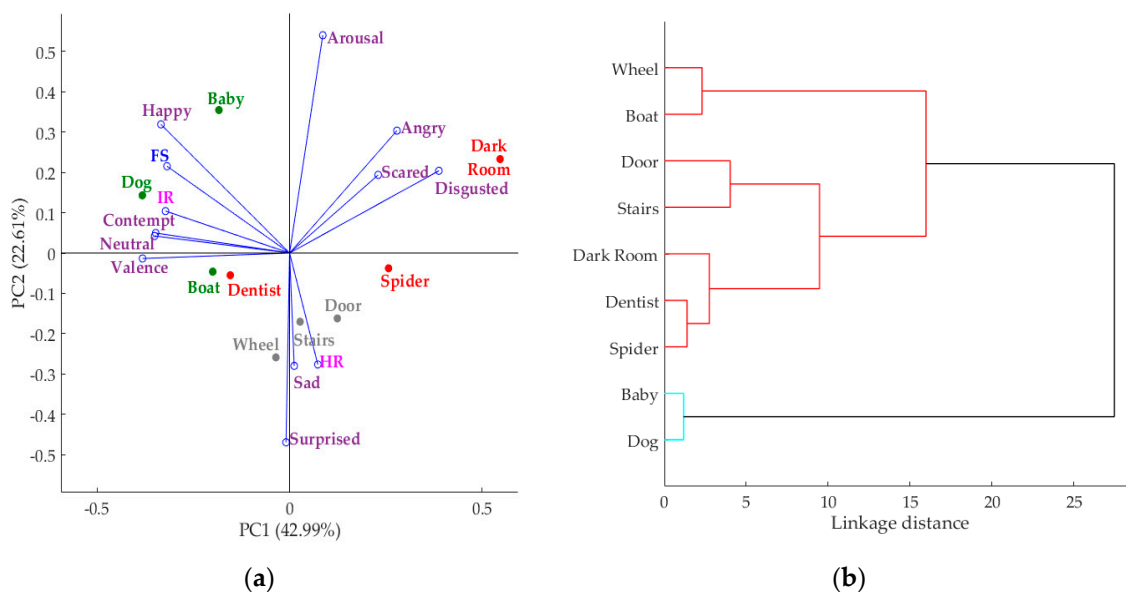 0.5
0.4
0.3
0.2
0.1
0
-0.1
-0.2
-0.3
-0.4
-0.5
PC2 (22.61%)
-0.5
0
0.5
PC1 (42.99%)
Arousal
Baby
Happy
Angry
Dark
Room
FS
Scared
Disgusted
Dog
IR
Contempt
Neutral
Valence
Boat
Dentist
Spider
Door
Stairs
Wheel
HR
Sad
Surprised
(a)
Wheel
Boat
Door
Stairs
Dark Room
Dentist
Spider
Baby
Dog
0
5
10
15
20
25
Linkage distance
(b)